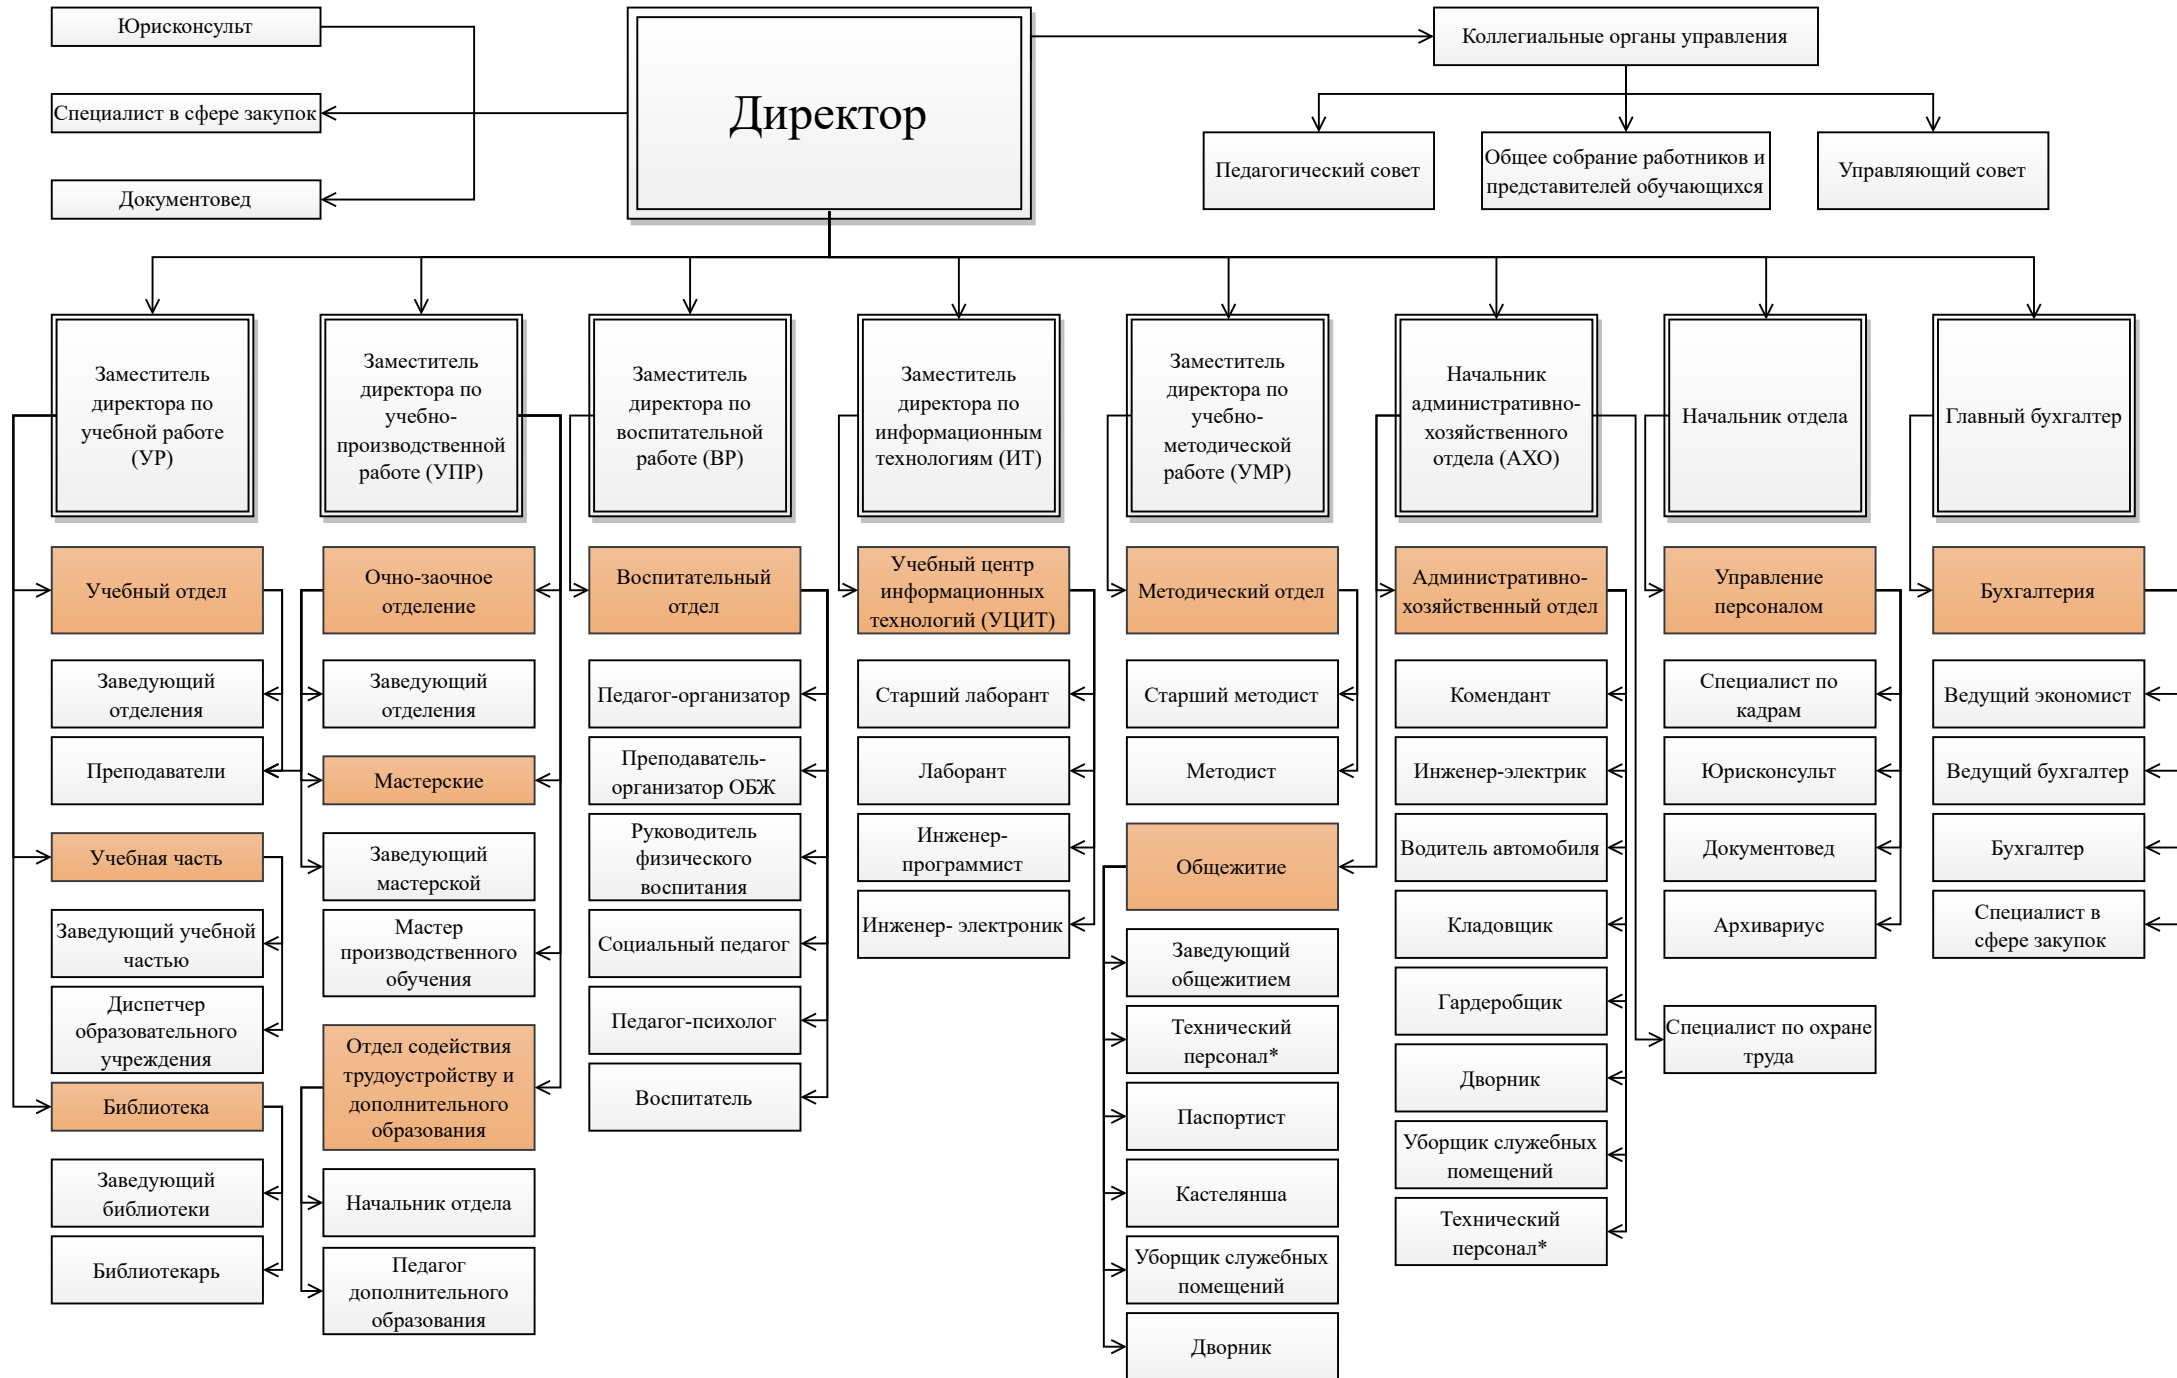 Юрисконсульт
Специалист в сфере закупок
Документовед
Директор
Коллегиальные органы управления
Педагогический совет
Общее собрание работников и
представителей обучающихся
Управляющий совет
Заместитель
директора по
учебной работе
(УР)
Заместитель
директора по
учебно-
производственной
работе (УПР)
Заместитель
директора по
воспитательной
работе (ВР)
Заместитель
директора по
информационным
технологиям (ИТ)
Заместитель
директора по
учебно-
методической
работе (УМР)
Начальник
административно-
хозяйственного
отдела (АХО)
Начальник отдела
Главный бухгалтер
Учебный отдел
Заведующий
отделения
Преподаватели
Учебная часть
Заведующий учебной
частью
Диспетчер
образовательного
учреждения
Библиотека
Заведующий
библиотеки
Библиотекарь
Очно-заочное
отделение
Заведующий
отделения
Мастерские
Заведующий
мастерской
Мастер
производственного
обучения
Отдел содействия
трудоустройству и
дополнительного
образования
Начальник отдела
Педагог
дополнительного
образования
Воспитательный
отдел
Педагог-организатор
Преподаватель-
организатор ОБЖ
Руководитель
физического
воспитания
Социальный педагог
Педагог-психолог
Воспитатель
Учебный центр
информационных
технологий (УЦИТ)
Старший лаборант
Лаборант
Инженер-
программист
Инженер- электроник
Методический отдел
Старший методист
Методист
Общежитие
Заведующий
общежитием
Технический
персонал*
Паспортист
Кастелянша
Уборщик служебных
помещений
Дворник
Административно-
хозяйственный отдел
Комендант
Инженер-электрик
Водитель автомобиля
Кладовщик
Гардеробщик
Дворник
Уборщик служебных
помещений
Технический
персонал*
Управление
персоналом
Специалист по
кадрам
Юрисконсульт
Документовед
Архивариус
Специалист по охране
труда
Бухгалтерия
Ведущий экономист
Ведущий бухгалтер
Бухгалтер
Специалист в
сфере закупок